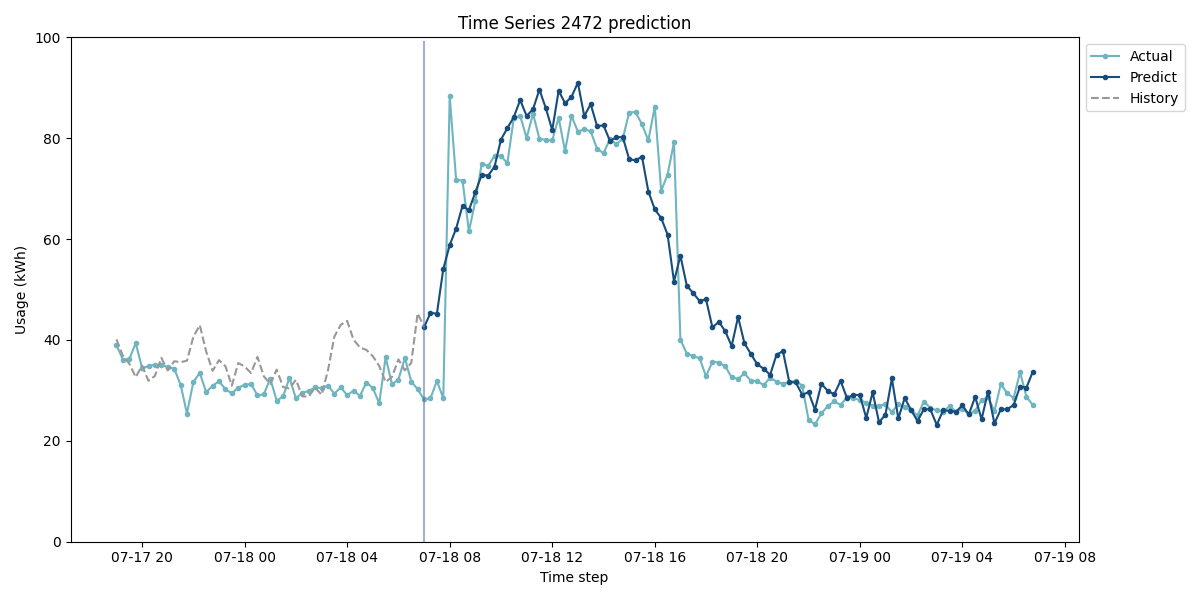 Time Series 2472 prediction
100
80
60
40
20
0
Usage (kWh)
07-17 20
07-18 00
07-18 04
07-18 08
07-18 12
07-18 16
07-18 20
07-19 00
07-19 04
07-19 08
Time step
Actual
Predict
History